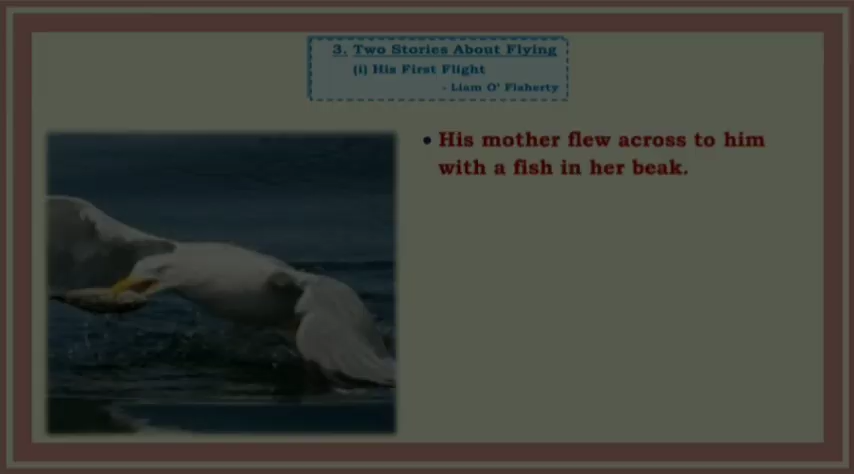 3. Two Stories About Flying
(i) His First Flight
- Liam O' Flaherty
• His mother flew across to him
with a fish in her beak.